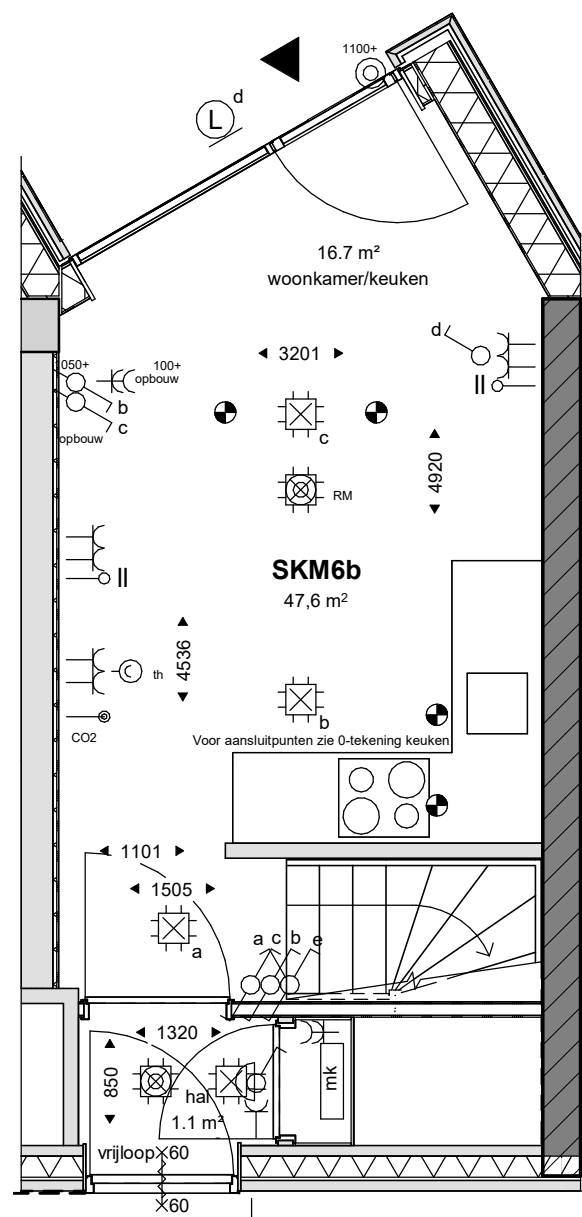 1100+
d
L
16.7 m²
woonkamer/keuken
d
3201
050+
100+
opbouw
b
c
opbouw
c
4920
RM
SKM6b
47,6 m²
4536
th
b
CO2
Voor aansluitpunten zie 0-tekening keuken
1101
1505
a
a c b e
1320
850
hal
1.1 m²
mk
vrijloop
60
60